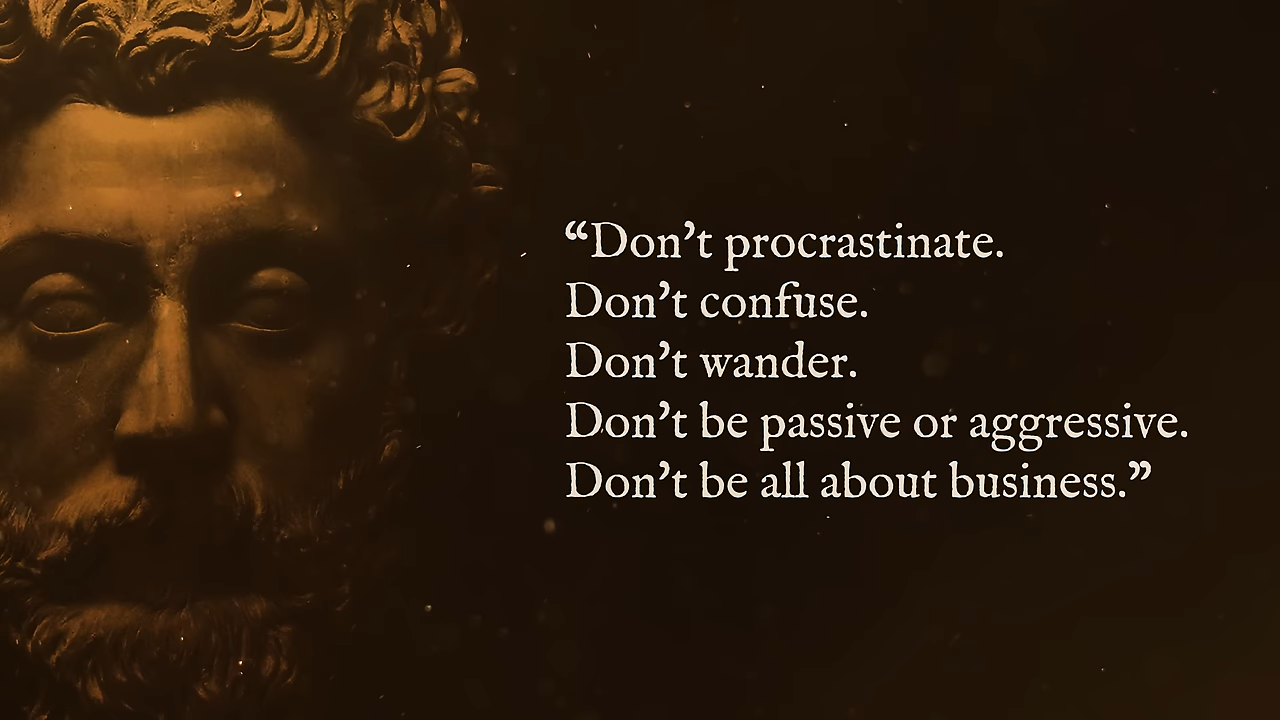 “Don’t procrastinate.
Don’t confuse.
Don’t wander.
Don’t be passive or aggressive.
Don’t be all about business.”